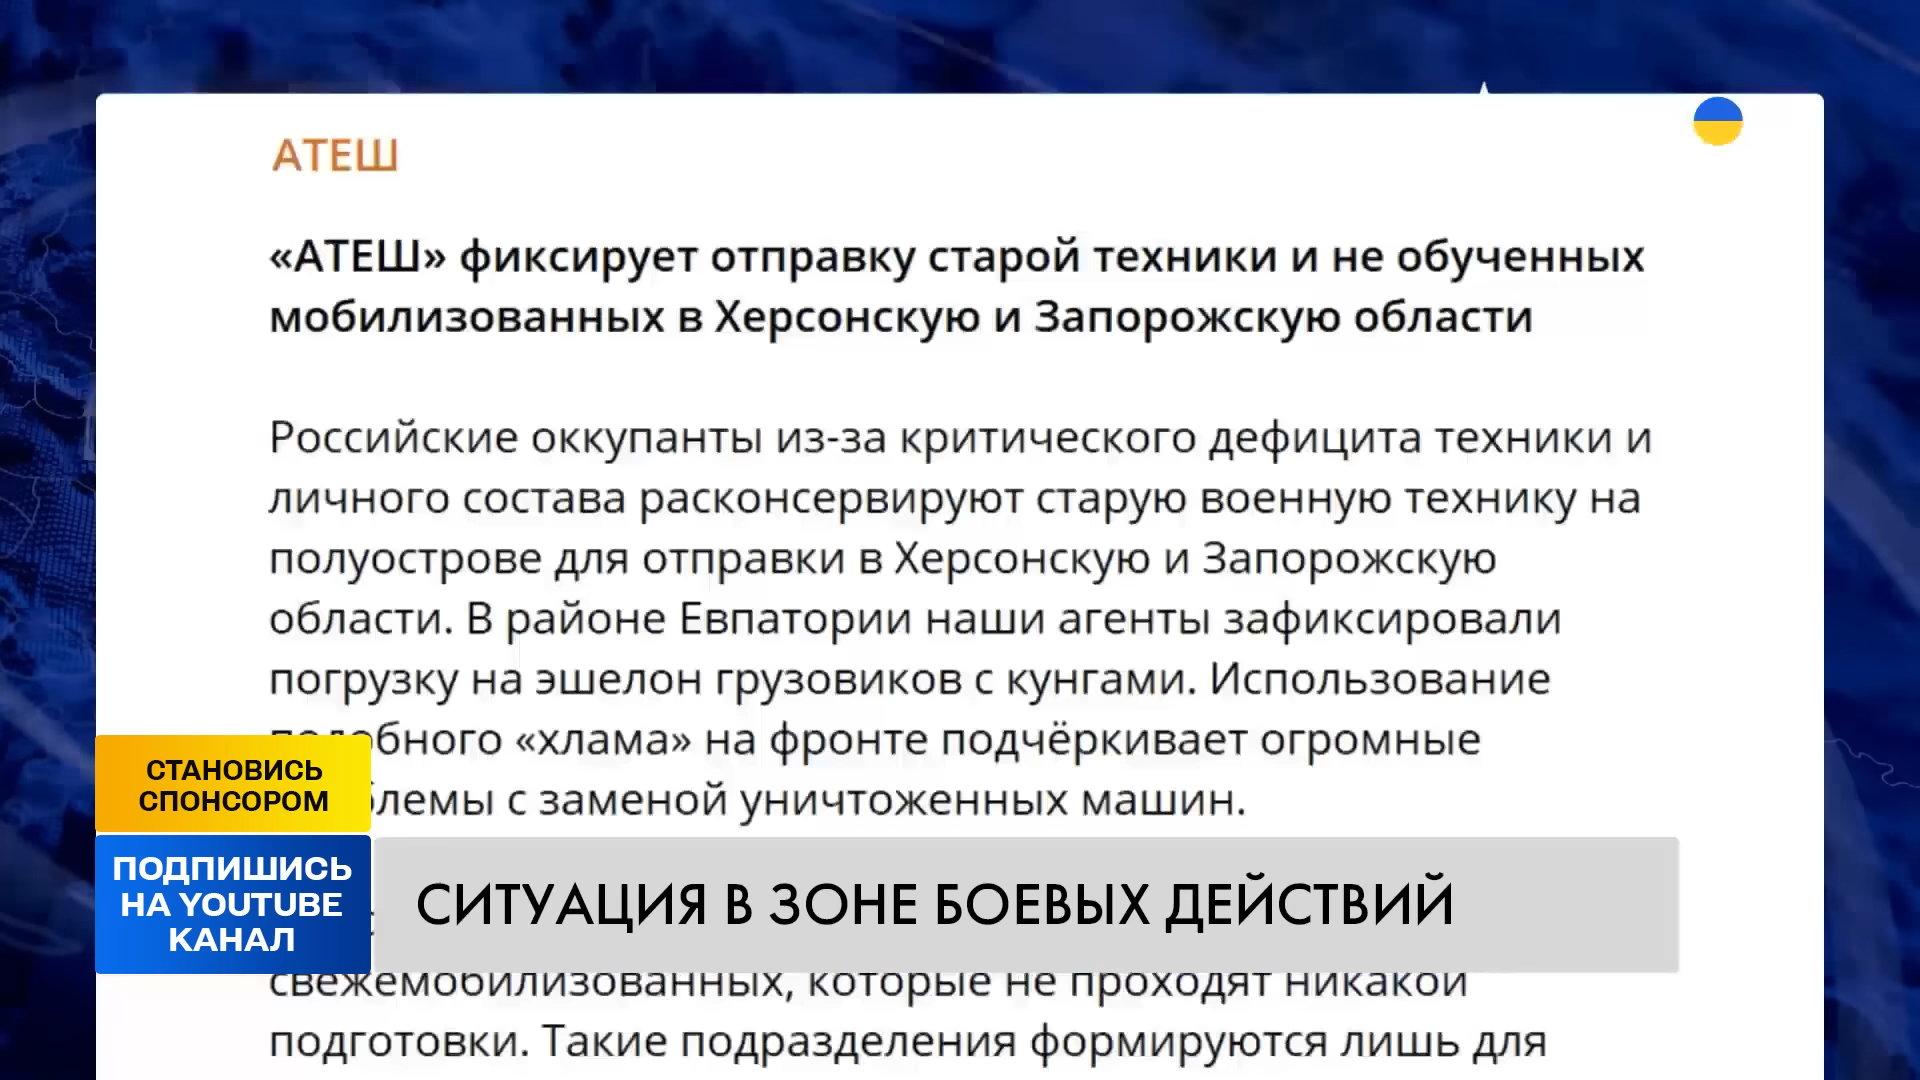 АТЕШ
«АТЕШ» фиксирует отправку старой техники и не обученных
мобилизованных в Херсонскую и Запорожскую области
Российские оккупанты из-за критического дефицита техники и
личного состава расконсервируют старую военную технику на
полуострове для отправки в Херсонскую и Запорожскую
области. В районе Евпатории наши агенты зафиксировали
погрузку на эшелон грузовиков с кунгами. Использование
«хлама» на фронте подчёркивает огромные
с заменой уничтоженных машин.
СТАНОВИСЬ
СПОНСОРОМ
ПОДПИШИСЬ
НА YOUTUBE
КАНАЛ
СИТУАЦИЯ В ЗОНЕ БОЕВЫХ ДЕЙСТВИЙ
свежемобилизованных, которые не проходят никакой
подготовки. Такие подразделения формируются лишь для